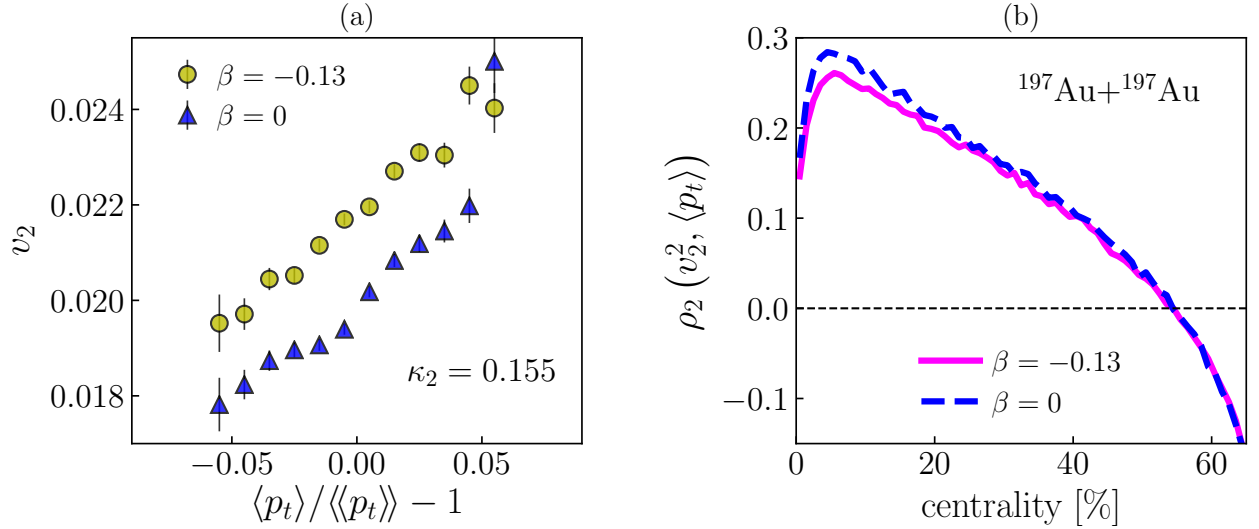 (a)
v₂
0.024
0.022
0.020
0.018
β = −0.13
β = 0
κ₂ = 0.155
−0.05
0.00
0.05
⟨pₜ⟩/⟨⟨pₜ⟩⟩ − 1
(b)
ρ₂ (v₂², ⟨pₜ⟩)
0.3
0.2
0.1
0.0
−0.1
¹⁹⁷Au+¹⁹⁷Au
β = −0.13
β = 0
0
20
40
60
centrality [%]